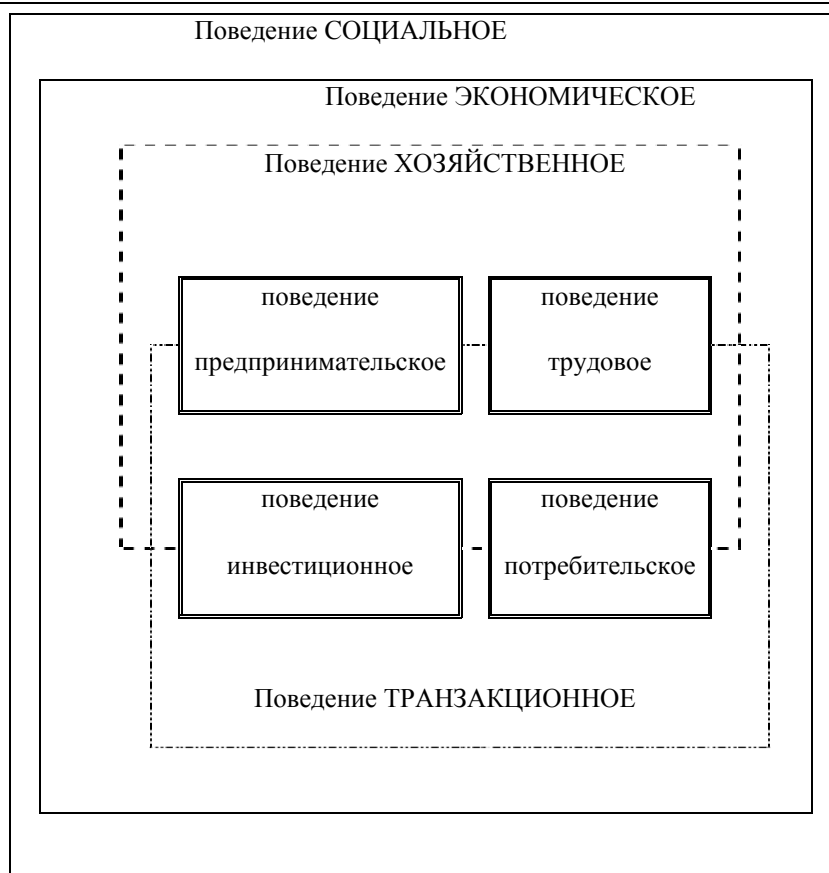 Поведение СОЦИАЛЬНОЕ
Поведение ЭКОНОМИЧЕСКОЕ
Поведение ХОЗЯЙСТВЕННОЕ
поведение
предпринимательское
поведение
трудовое
поведение
инвестиционное
поведение
потребительское
Поведение ТРАНЗАКЦИОННОЕ